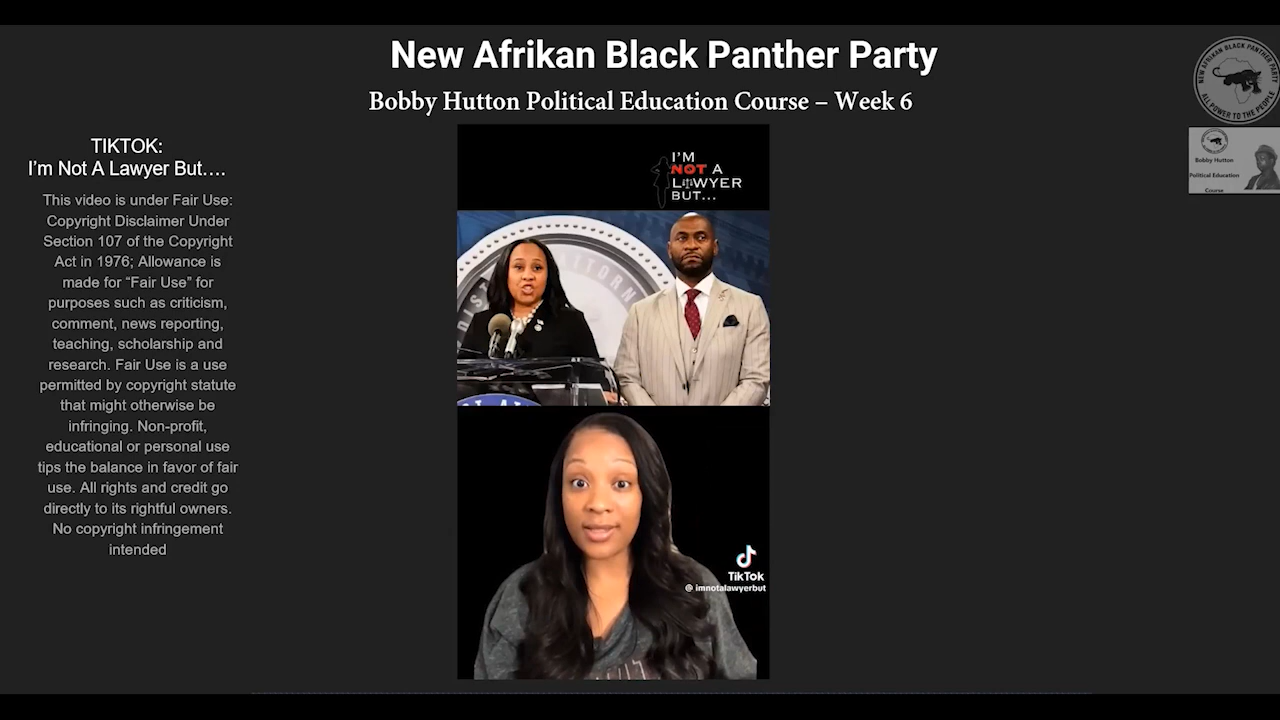 New Afrikan Black Panther Party
Bobby Hutton Political Education Course – Week 6
TIKTOK:
I'm Not A Lawyer But….
This video is under Fair Use:
Copyright Disclaimer Under
Section 107 of the Copyright
Act in 1976; Allowance is
made for “Fair Use” for
purposes such as criticism,
comment, news reporting,
teaching, scholarship and
research. Fair Use is a use
permitted by copyright statute
that might otherwise be
infringing. Non-profit,
educational or personal use
tips the balance in favor of fair
use. All rights and credit go
directly to its rightful owners.
No copyright infringement
intended
I'M
NOT A
LAWYER
BUT...
TikTok
@ imnotalawyerbut
NEW AFRIKAN BLACK PANTHER PARTY
ALL POWER TO THE PEOPLE
Bobby Hutton
Political Education
Course